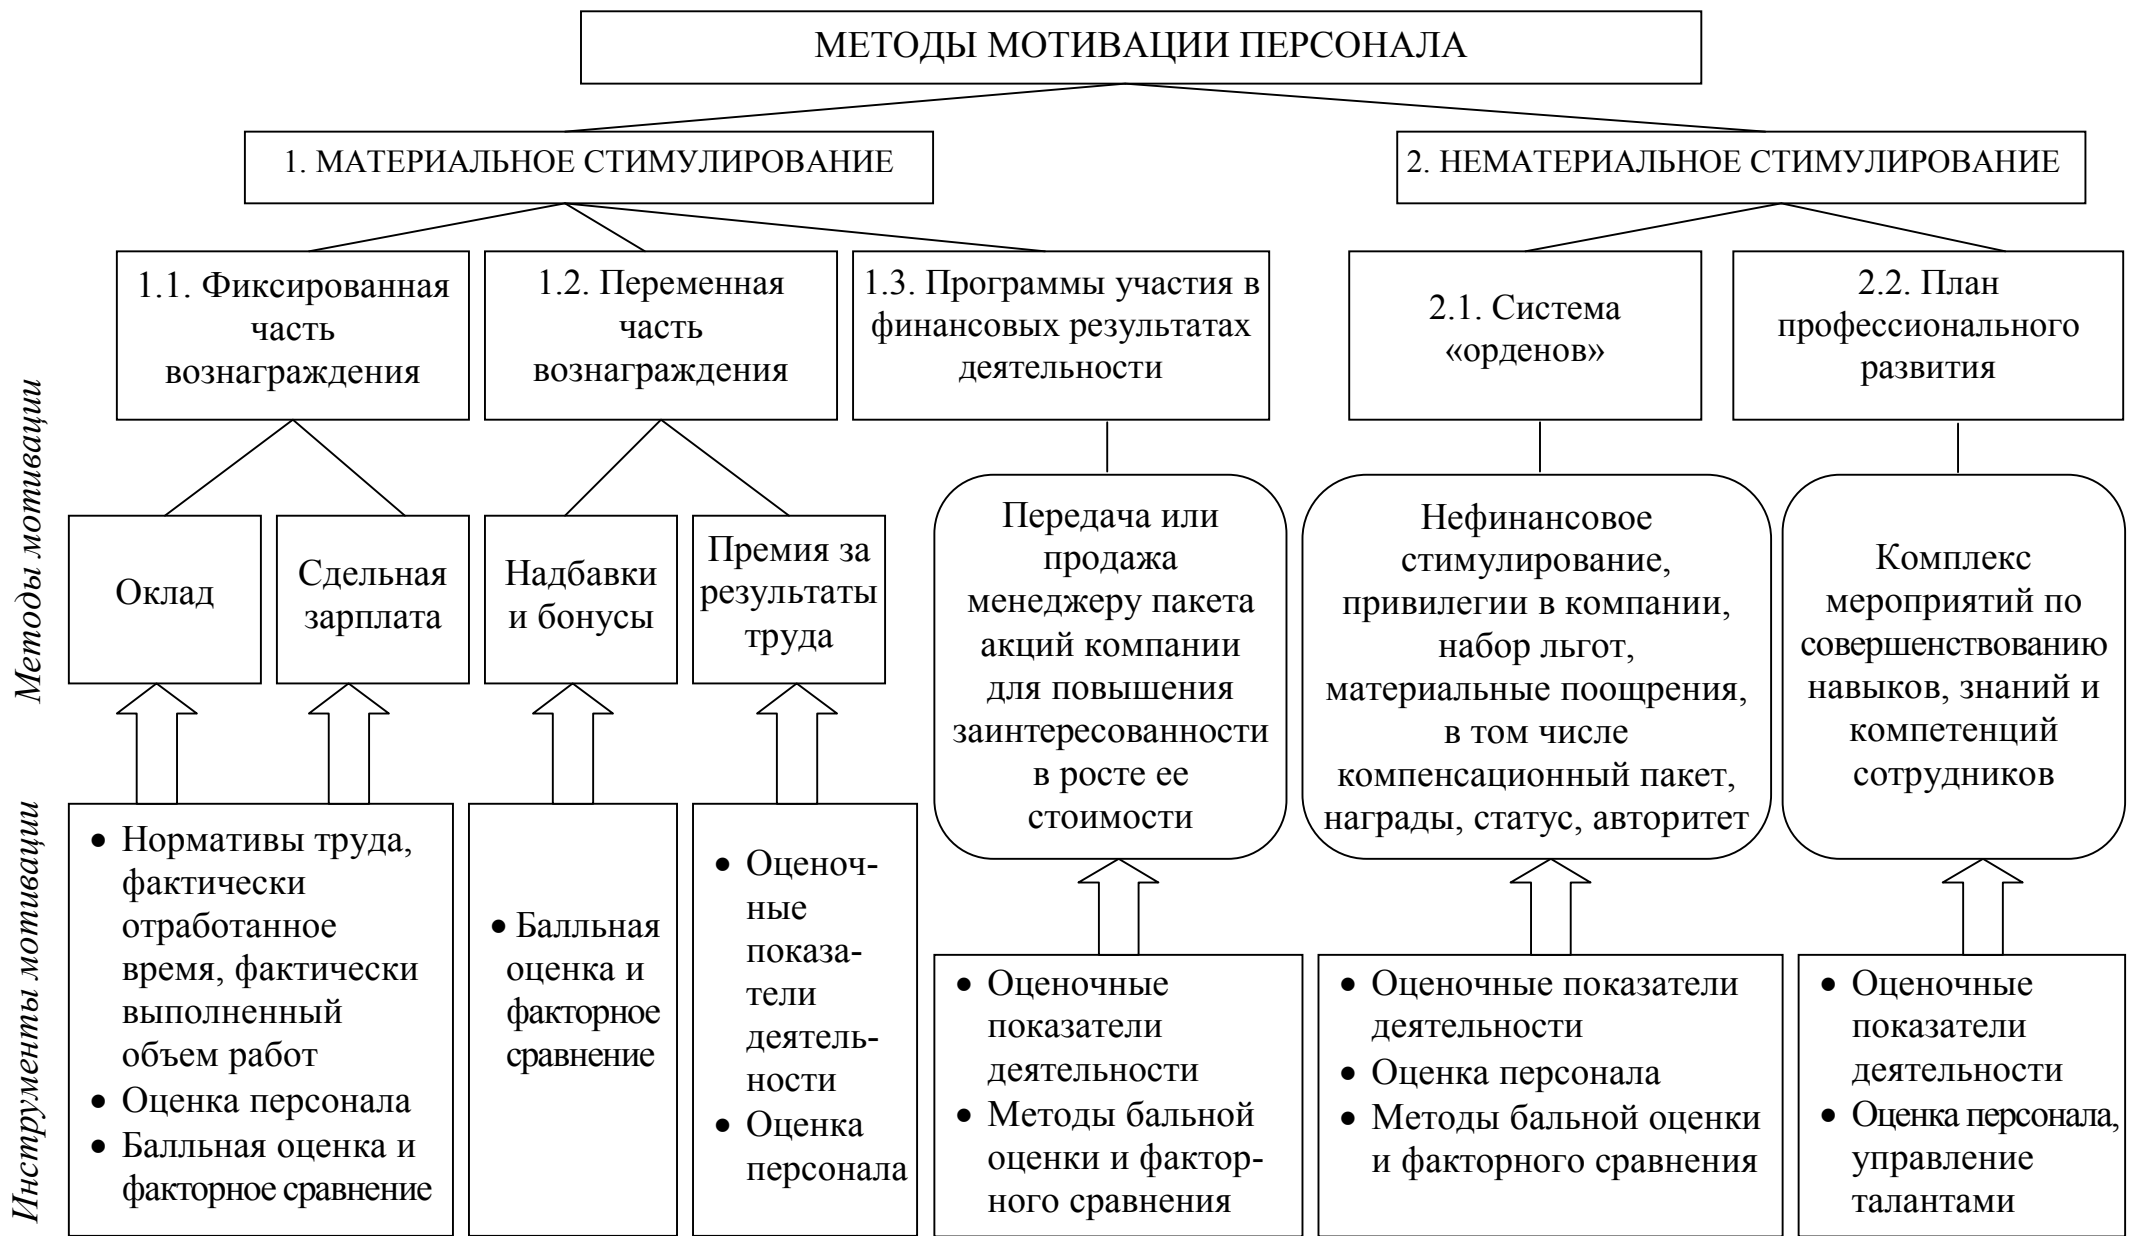 МЕТОДЫ МОТИВАЦИИ ПЕРСОНАЛА
1. МАТЕРИАЛЬНОЕ СТИМУЛИРОВАНИЕ
2. НЕМАТЕРИАЛЬНОЕ СТИМУЛИРОВАНИЕ
1.1. Фиксированная
часть
вознаграждения
1.2. Переменная
часть
вознаграждения
1.3. Программы участия в
финансовых результатах
деятельности
2.1. Система
«орденов»
2.2. План
профессионального
развития
Методы мотивации
Оклад
Сдельная
зарплата
Надбавки
и бонусы
Премия за
результаты
труда
Передача или
продажа
менеджеру пакета
акций компании
для повышения
заинтересованности
в росте ее
стоимости
Нефинансовое
стимулирование,
привилегии в компании,
набор льгот,
материальные поощрения,
в том числе
компенсационный пакет,
награды, статус, авторитет
Комплекс
мероприятий по
совершенствованию
навыков, знаний и
компетенций
сотрудников
Инструменты мотивации
• Нормативы труда,
фактически
отработанное
время, фактически
выполненный
объем работ
• Оценка персонала
• Балльная оценка и
факторное сравнение
• Балльная
оценка и
факторное
сравнение
• Оценоч-
ные
показа-
тели
деятель-
ности
• Оценка
персонала
• Оценочные
показатели
деятельности
• Методы бальной
оценки и фактор-
ного сравнения
• Оценочные показатели
деятельности
• Оценка персонала
• Методы бальной оценки
и факторного сравнения
• Оценочные
показатели
деятельности
• Оценка персонала,
управление
талантами